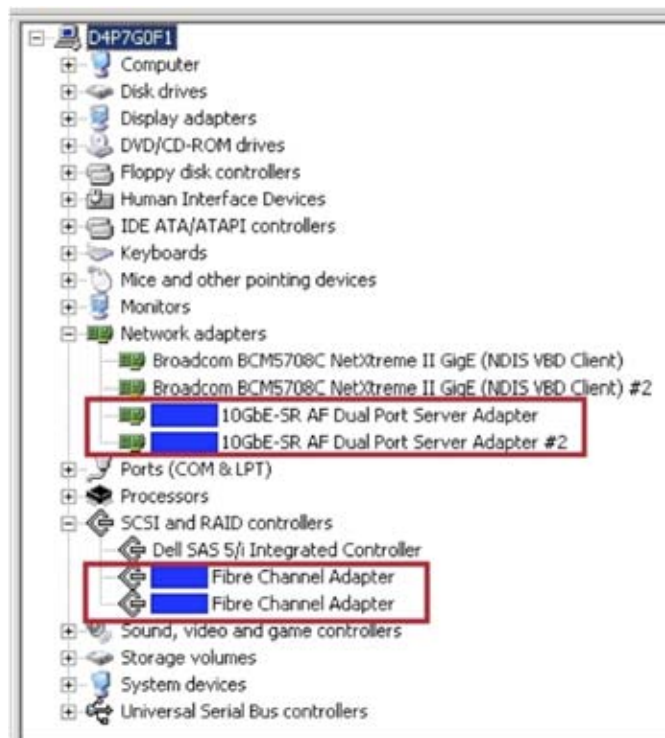 D4P7G0F1
Computer
Disk drives
Display adapters
DVD/CD-ROM drives
Floppy disk controllers
Human Interface Devices
IDE ATA/ATAPI controllers
Keyboards
Mice and other pointing devices
Monitors
Network adapters
Broadcom BCM5708C NetXtreme II GigE (NDIS VBD Client)
Broadcom BCM5708C NetXtreme II GigE (NDIS VBD Client) #2
10GbE-SR AF Dual Port Server Adapter
10GbE-SR AF Dual Port Server Adapter #2
Ports (COM & LPT)
Processors
SCSI and RAID controllers
Dell SAS 5/i Integrated Controller
Fibre Channel Adapter
Fibre Channel Adapter
Sound, video and game controllers
Storage volumes
System devices
Universal Serial Bus controllers